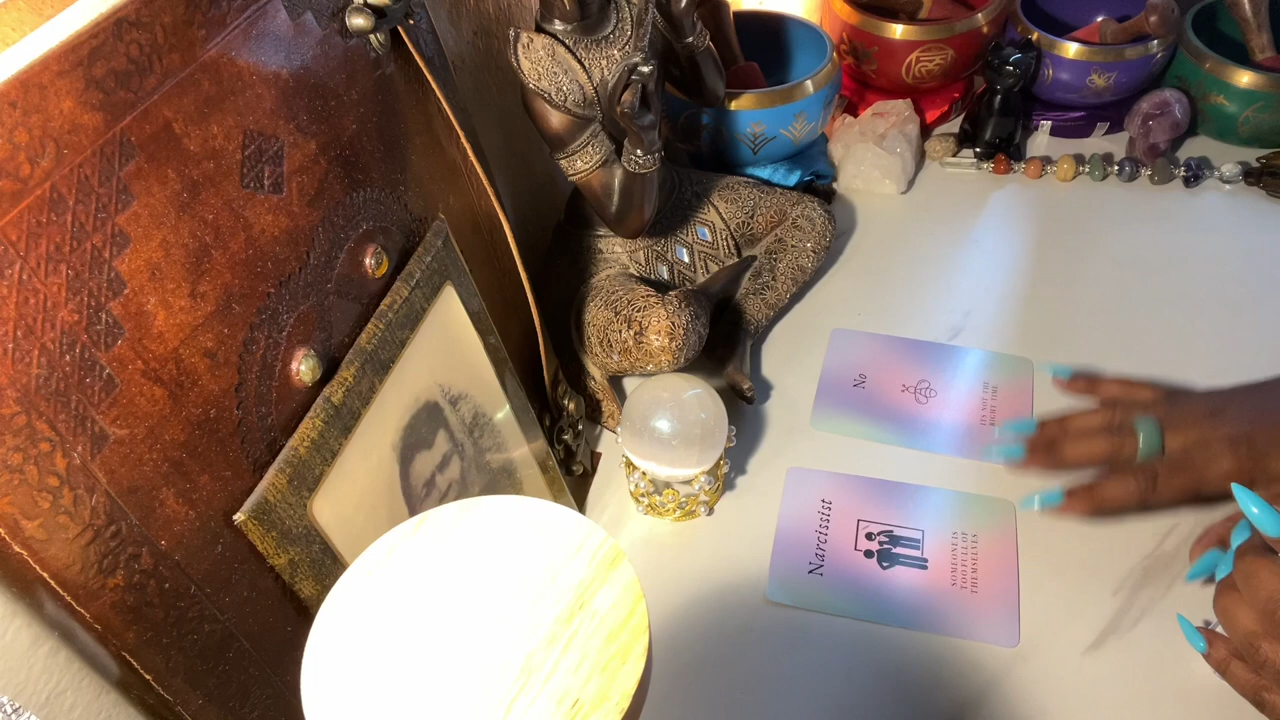 No
IT'S NOT THE
RIGHT TIME
Narcissist
SOMEONE IS
TOO FULL OF
THEMSELVES